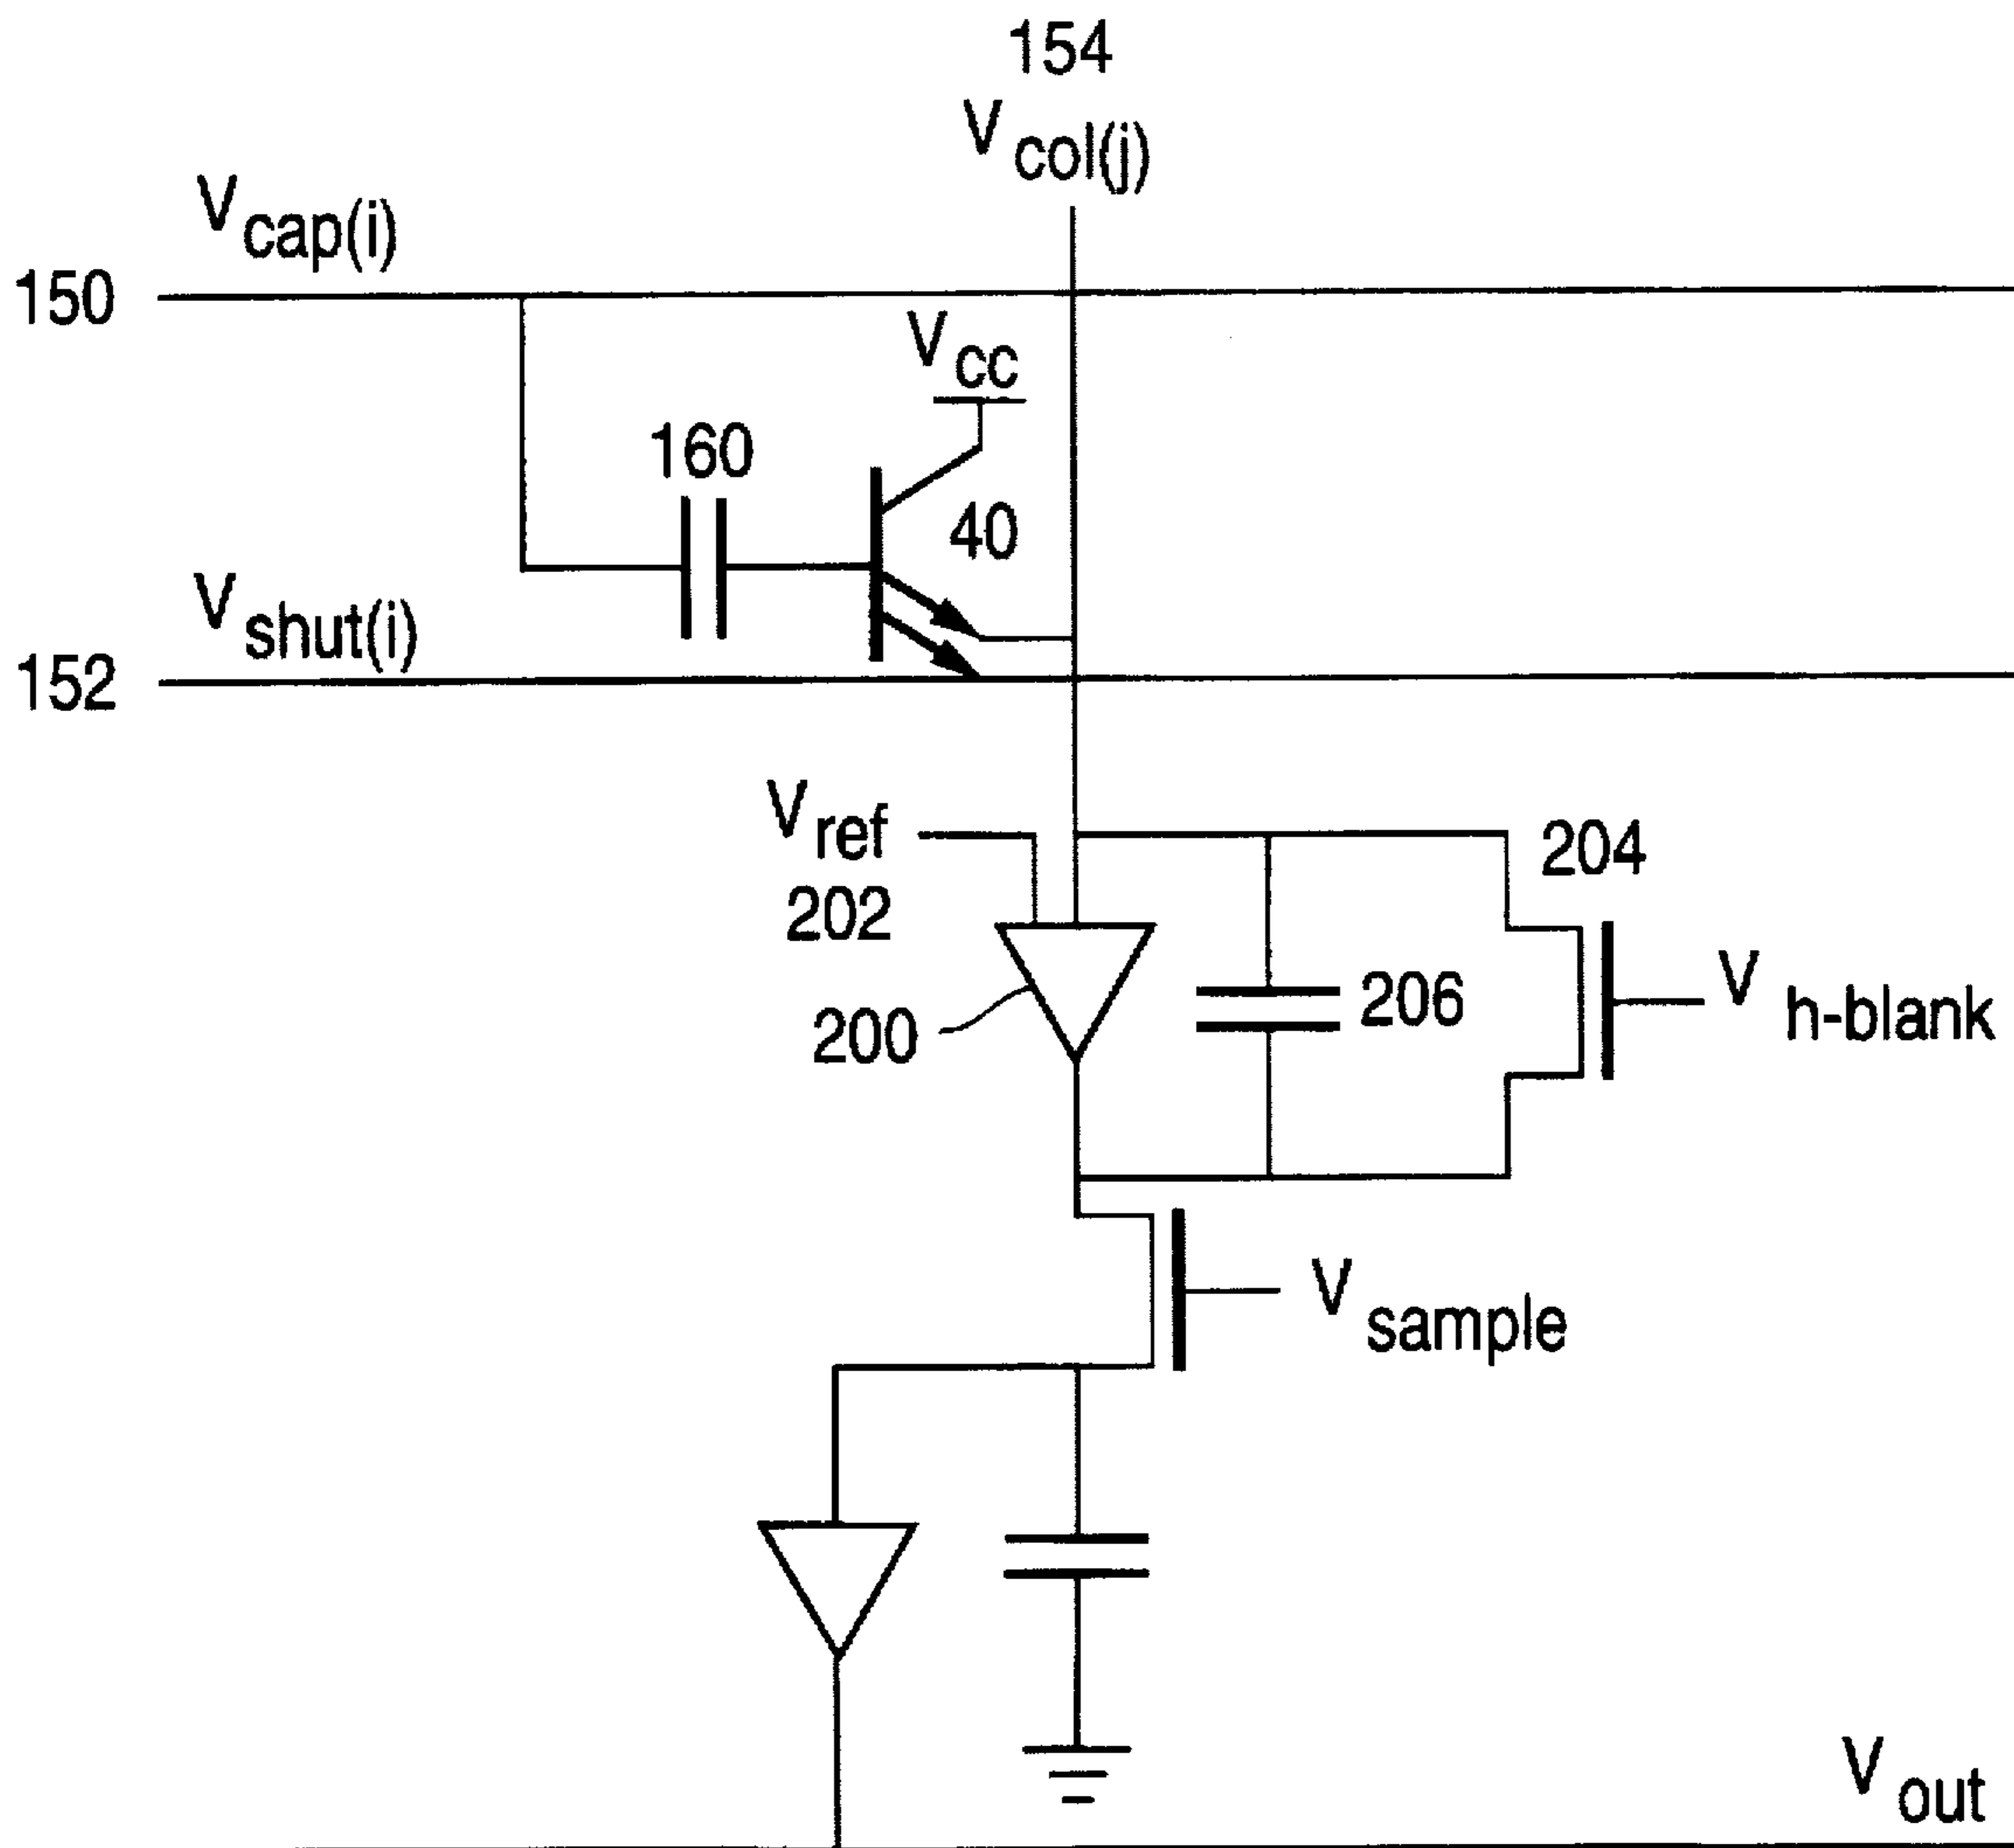 154
Vcol(j)
Vcap(i)
150
Vcc
160
40
Vshut(i)
152
Vref
202
204
206
Vh-blank
200
Vsample
Vout